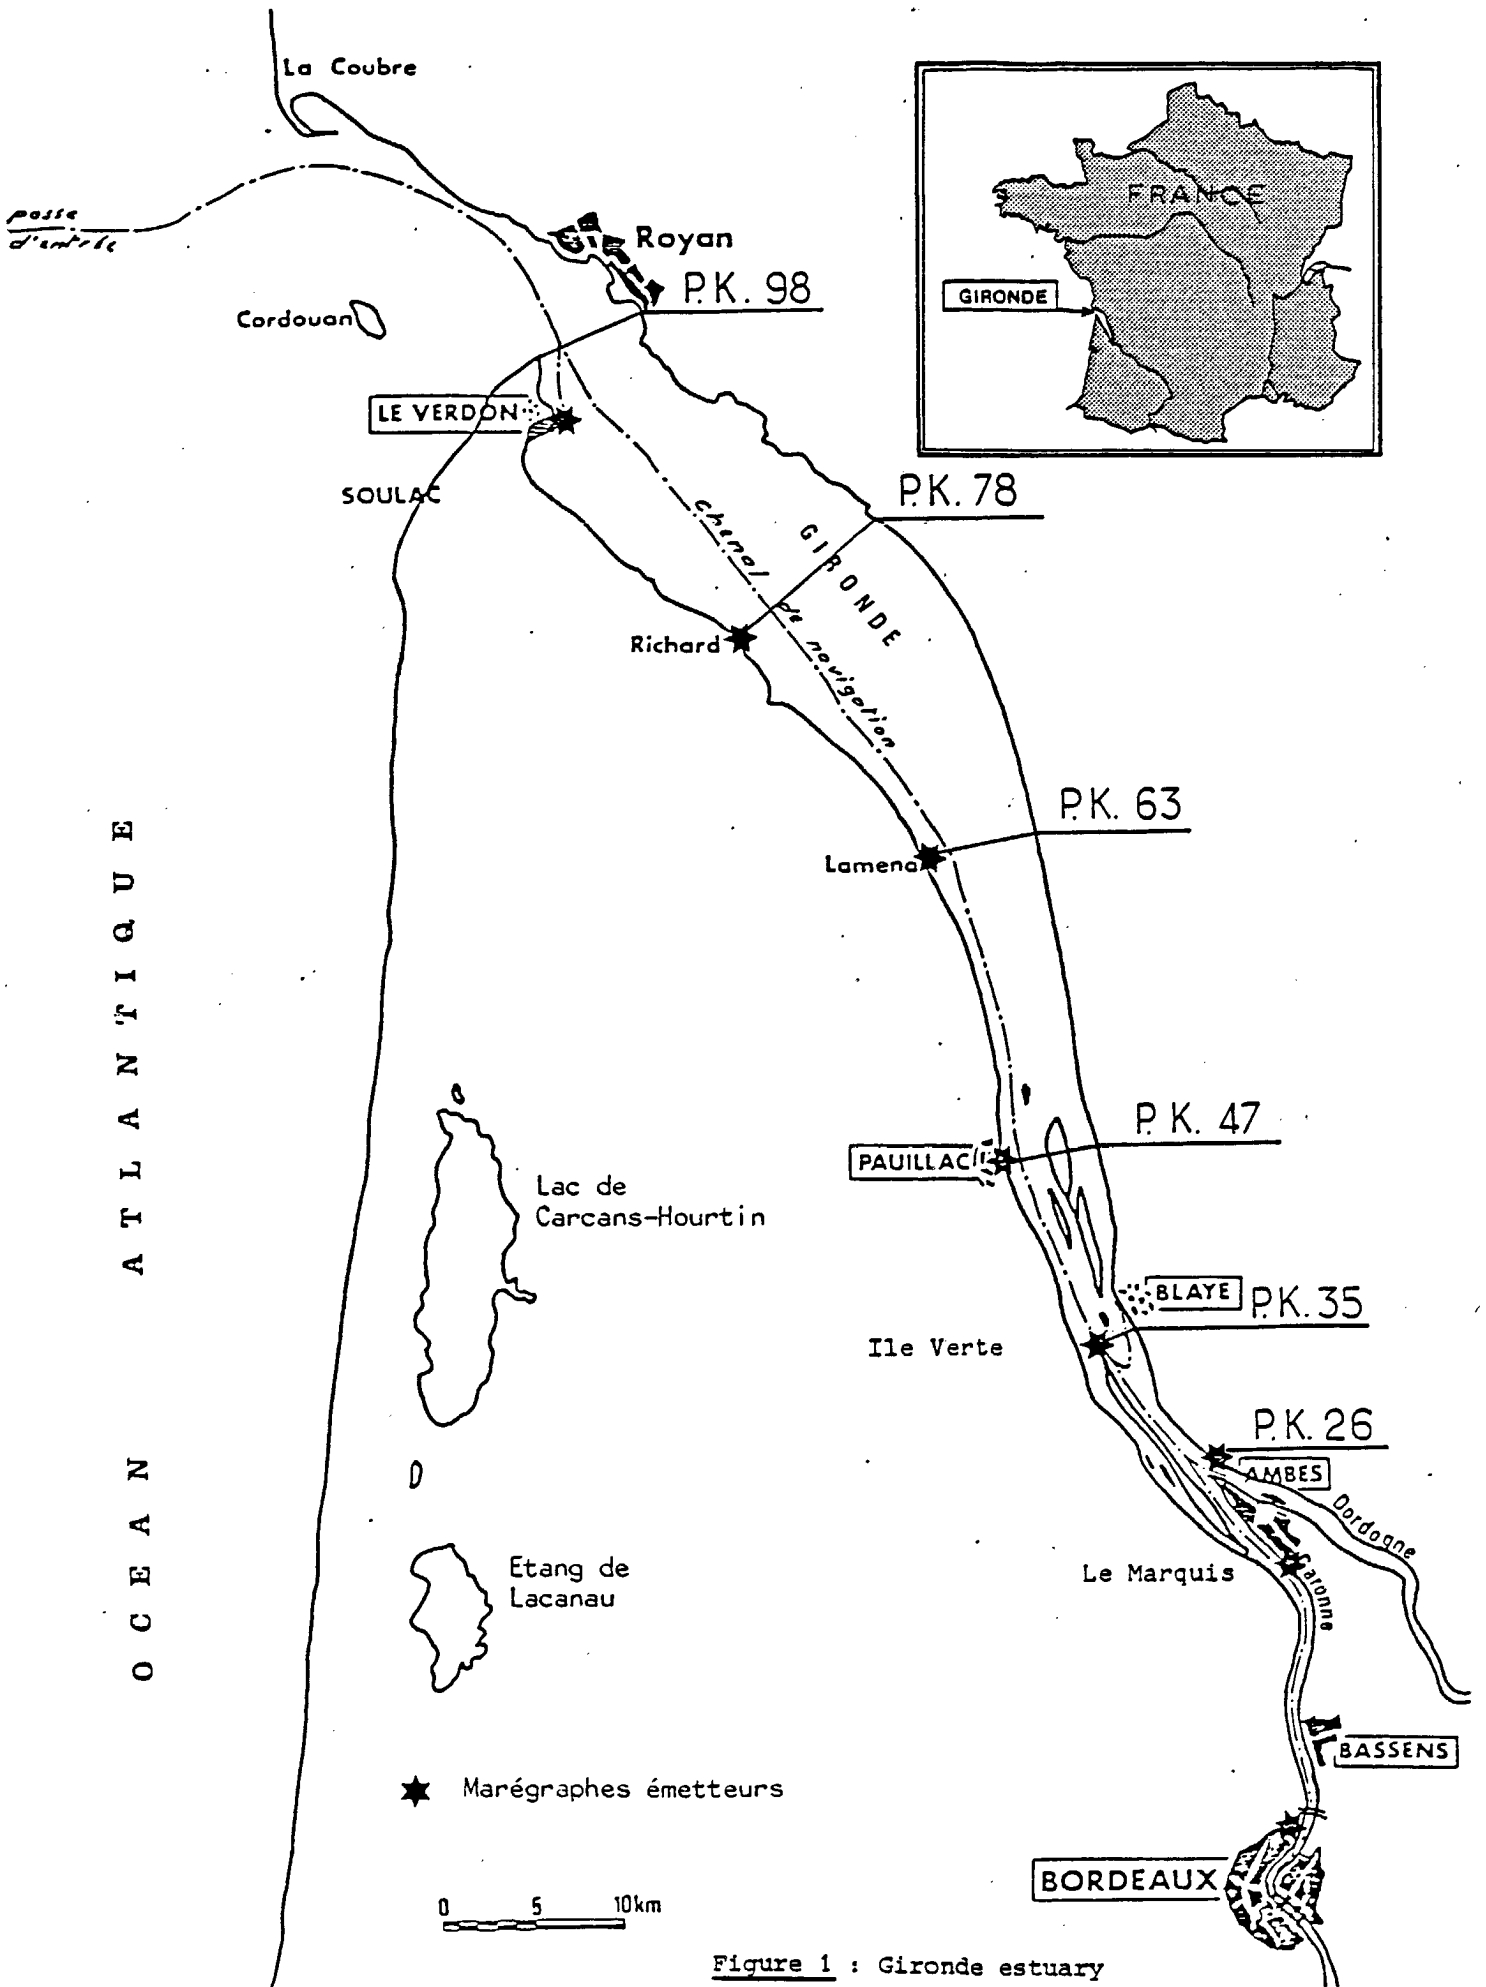 La Coubre
FRANCE
GIRONDE
passe
d'entrée
Royan
P.K. 98
Cordouan
LE VERDON
SOULAC
P.K. 78
chenal de navigation
GIRONDE
Richard
P.K. 63
Lamena
OCEAN ATLANTIQUE
P.K. 47
PAUILLAC
Lac de
Carcans-Hourtin
BLAYE
P.K. 35
Ile Verte
P.K. 26
AMBES
Dordogne
Etang de
Lacanau
Le Marquis
Garonne
BASSENS
Marégraphes émetteurs
BORDEAUX
0 5 10km
Figure 1 : Gironde estuary